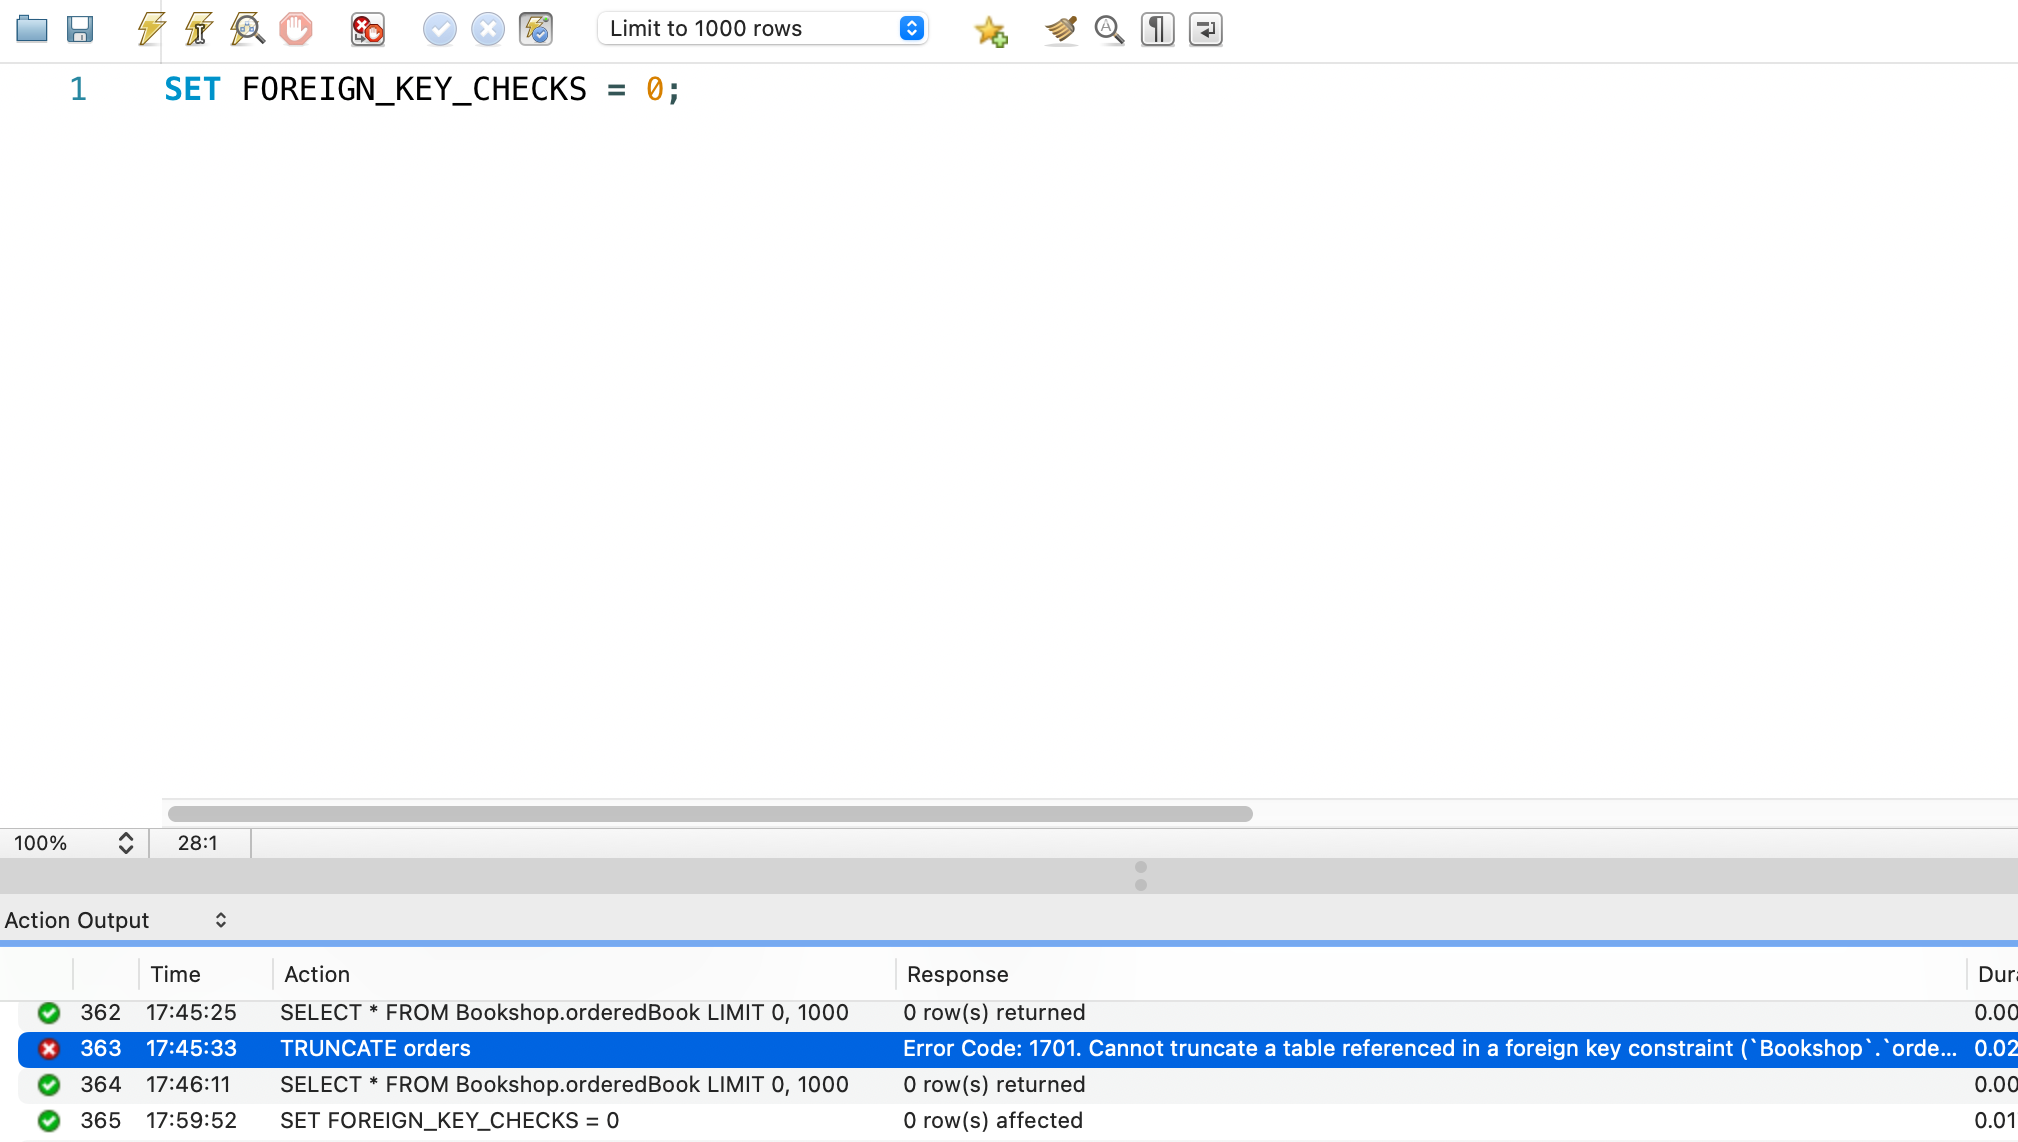 Limit to 1000 rows
1 SET FOREIGN_KEY_CHECKS = 0;
100% 28:1
Action Output
Time Action Response Dura
362 17:45:25 SELECT * FROM Bookshop.orderedBook LIMIT 0, 1000 0 row(s) returned 0.00
363 17:45:33 TRUNCATE orders Error Code: 1701. Cannot truncate a table referenced in a foreign key constraint (`Bookshop`.`orde... 0.02
364 17:46:11 SELECT * FROM Bookshop.orderedBook LIMIT 0, 1000 0 row(s) returned 0.00
365 17:59:52 SET FOREIGN_KEY_CHECKS = 0 0 row(s) affected 0.01